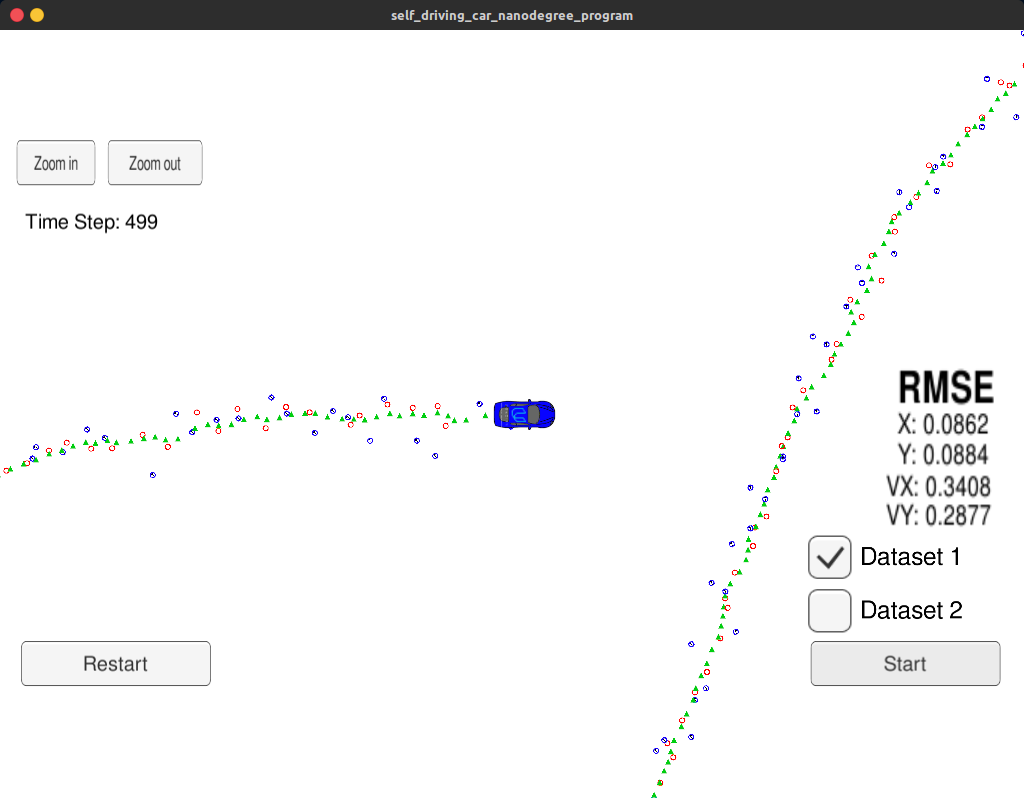 self_driving_car_nanodegree_program
Zoom in
Zoom out
Time Step: 499
RMSE
X: 0.0862
Y: 0.0884
VX: 0.3408
VY: 0.2877
Dataset 1
Dataset 2
Restart
Start